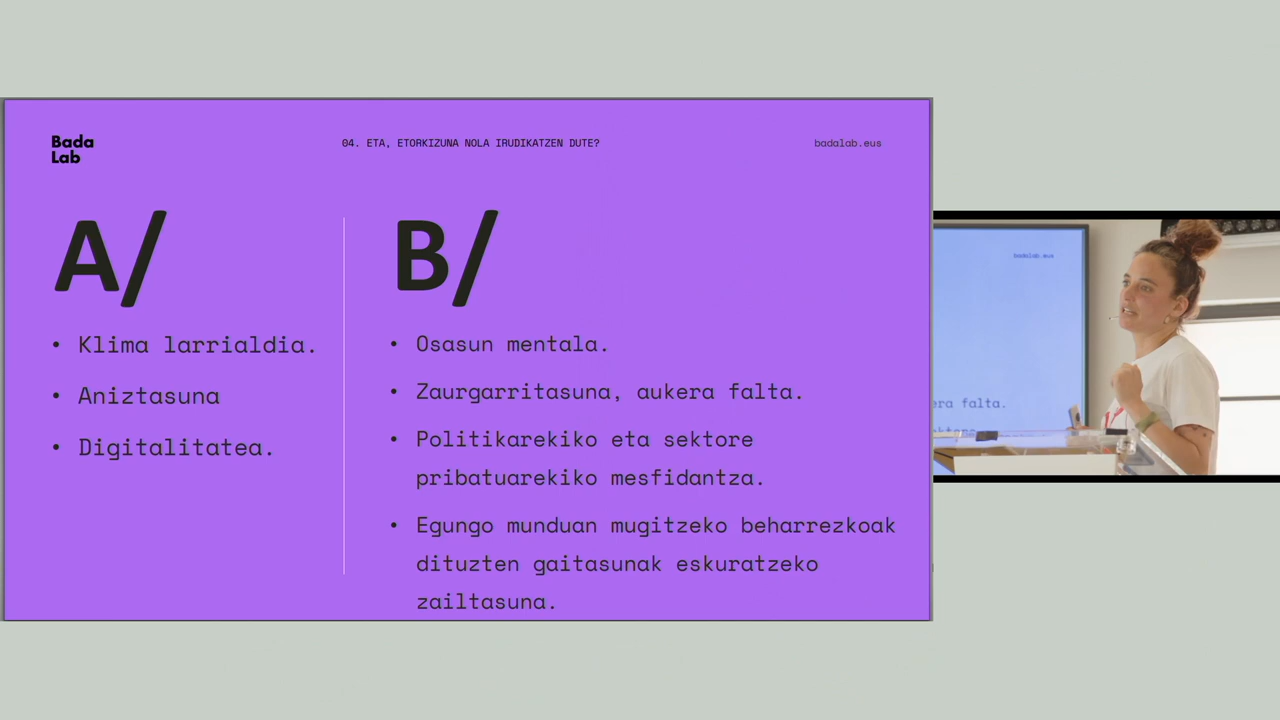 Bada
Lab
04. ETA, ETORKIZUNA NOLA IRUDIKATZEN DUTE?
badalab.eus
A/
• Klima larrialdia.
• Aniztasuna
• Digitalitatea.
B/
• Osasun mentala.
• Zaurgarritasuna, aukera falta.
• Politikarekiko eta sektore
pribatuarekiko mesfidantza.
• Egungo munduan mugitzeko beharrezkoak
dituzten gaitasunak eskuratzeko
zailtasuna.
badalab.eus
falta.